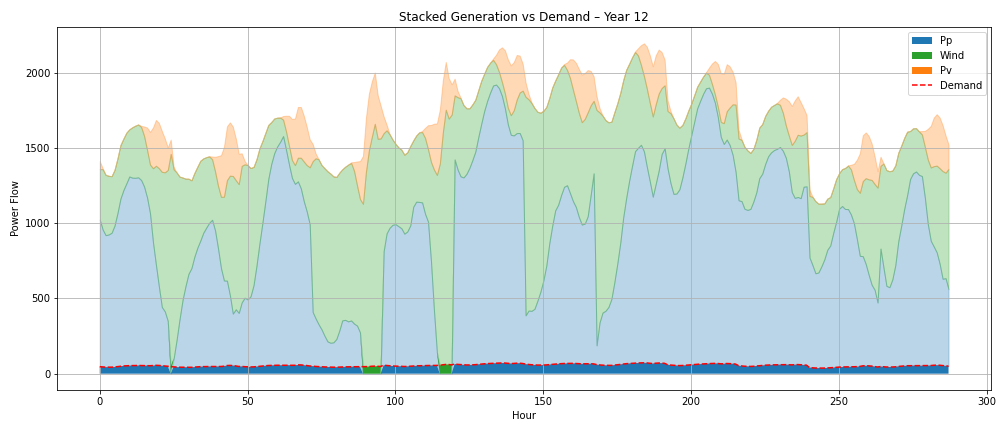 Stacked Generation vs Demand – Year 12
Power Flow
2000
1500
1000
500
0
Pp
Wind
Pv
Demand
0 50 100 150 200 250 300
Hour